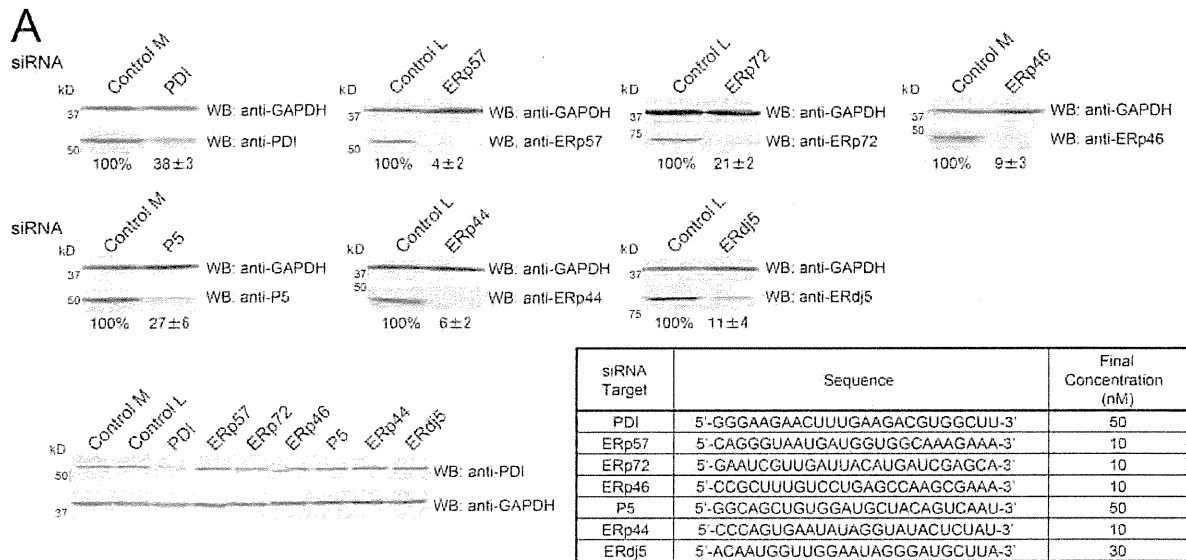 A
siRNA
Control M PDI
kD
37 WB: anti-GAPDH
50 WB: anti-PDI
100% 38±3
Control L ERp57
kD
37 WB: anti-GAPDH
50 WB: anti-ERp57
100% 4±2
Control L ERp72
kD
37 WB: anti-GAPDH
75 WB: anti-ERp72
100% 21±2
Control M ERp46
kD
37 WB: anti-GAPDH
50 WB: anti-ERp46
100% 9±3
siRNA
Control M P5
kD
37 WB: anti-GAPDH
50 WB: anti-P5
100% 27±6
Control L ERp44
kD
37 WB: anti-GAPDH
50 WB: anti-ERp44
100% 6±2
Control L ERdj5
kD
37 WB: anti-GAPDH
75 WB: anti-ERdj5
100% 11±4
Control M Control L PDI ERp57 ERp72 ERp46 P5 ERp44 ERdj5
kD
50 WB: anti-PDI
37 WB: anti-GAPDH
siRNA Target Sequence Final Concentration (nM)
PDI 5'-GGGAAGAACUUUGAAGACGUGGCUU-3' 50
ERp57 5'-CAGGGUAAUGAUGGUGGCAAAGAAA-3' 10
ERp72 5'-GAAUCGUUGAUUACAUGAUCGAGCA-3' 10
ERp46 5'-CCGCUUUGUCCUGAGCCAAGCGAAA-3' 10
P5 5'-GGCAGCUGUGGAUGCUACAGUCAAU-3' 50
ERp44 5'-CCCAGUGAAUAUAGGUAUACUCUAU-3' 10
ERdj5 5'-ACAAUGGUUGGAAUAGGGAUGCUUA-3' 30